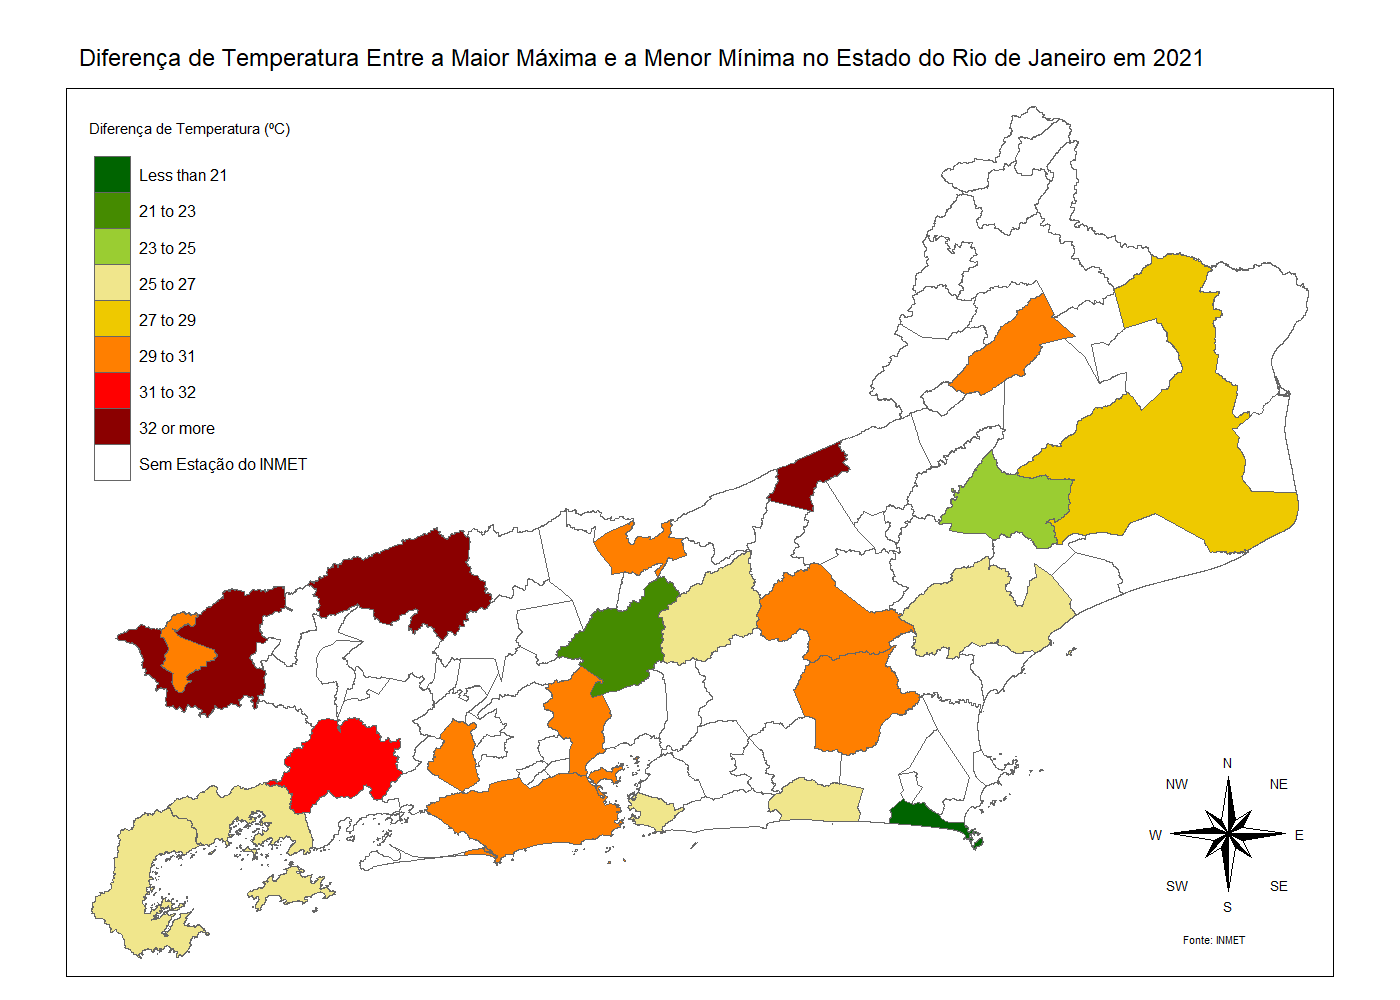 Diferença de Temperatura Entre a Maior Máxima e a Menor Mínima no Estado do Rio de Janeiro em 2021
Diferença de Temperatura (ºC)
Less than 21
21 to 23
23 to 25
25 to 27
27 to 29
29 to 31
31 to 32
32 or more
Sem Estação do INMET
N
NW
NE
W
E
SW
SE
S
Fonte: INMET